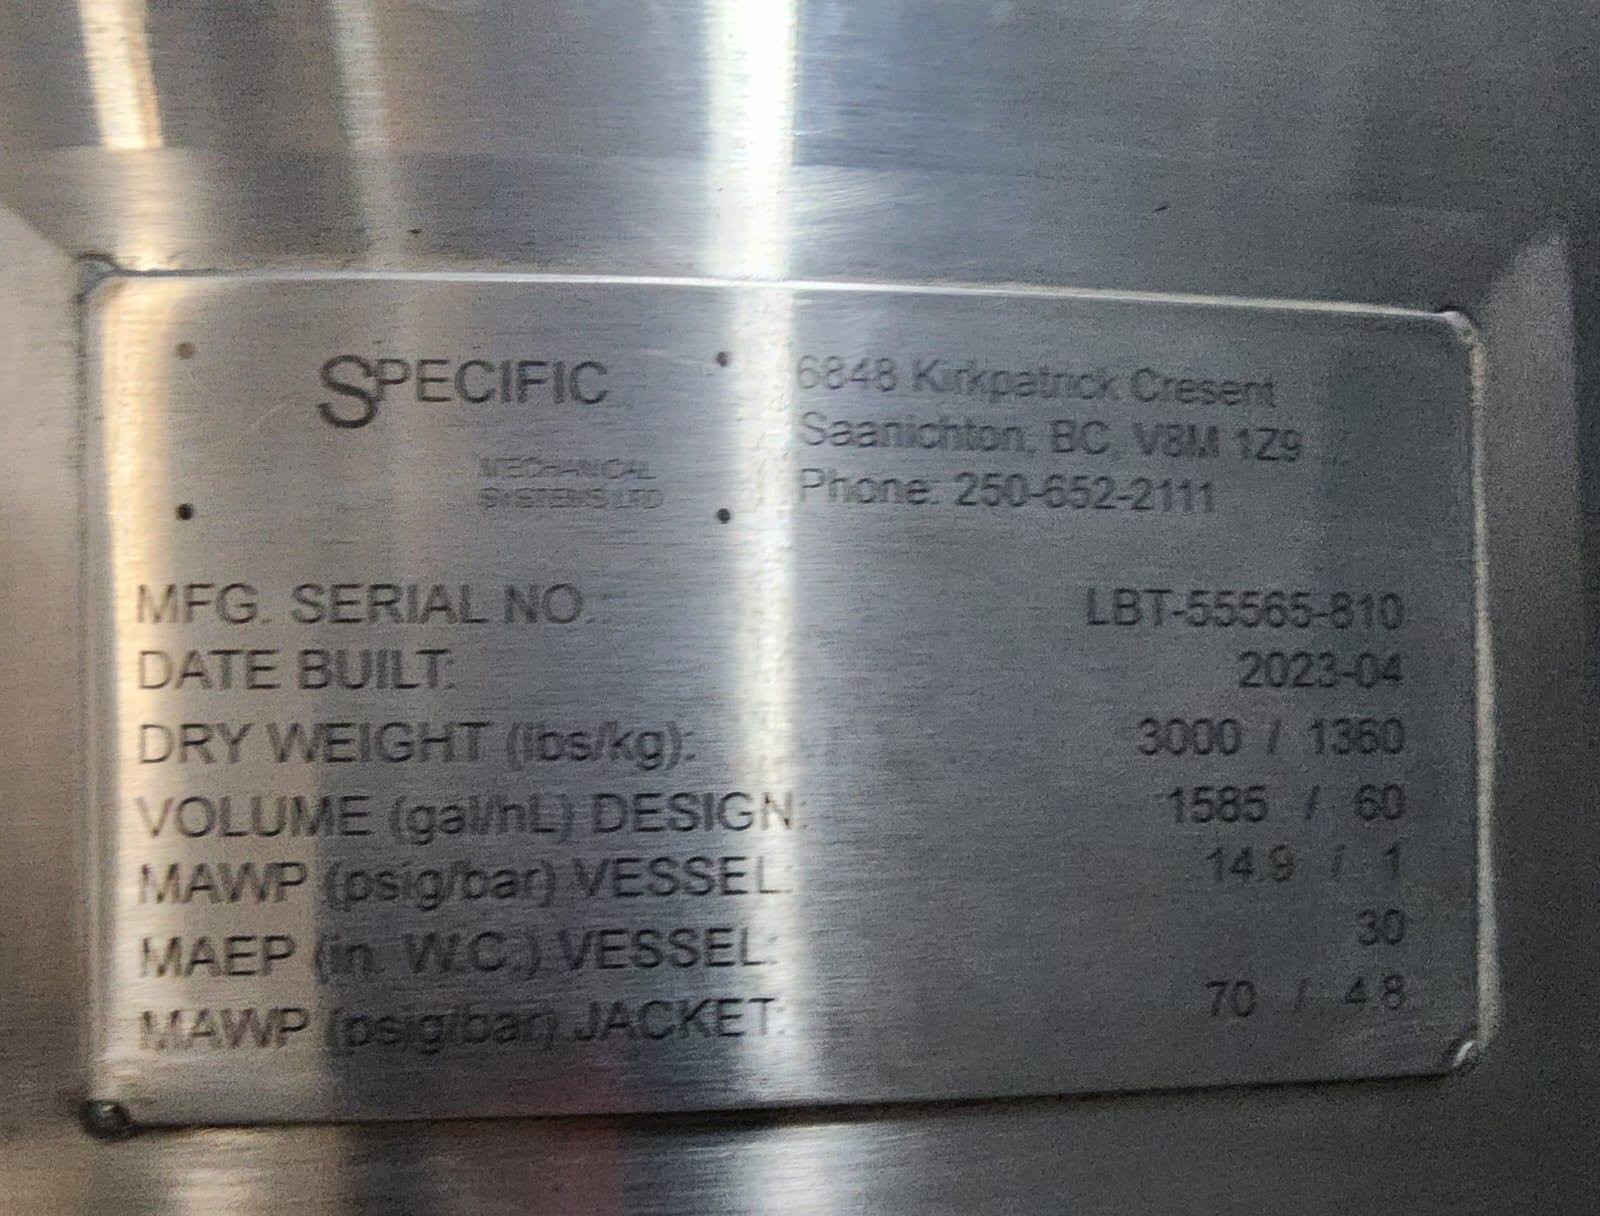 SPECIFIC
MECHANICAL
SYSTEMS LTD
6848 Kirkpatrick Cresent
Saanichton, BC, V8M 1Z9
Phone: 250-652-2111
MFG. SERIAL NO.: LBT-55565-810
DATE BUILT: 2023-04
DRY WEIGHT (lbs/kg): 3000 / 1360
VOLUME (gal/hL) DESIGN: 1585 / 60
MAWP (psig/bar) VESSEL: 14.9 / 1
MAEP (in. W.C.) VESSEL: 30
MAWP (psig/bar) JACKET: 70 / 4.8